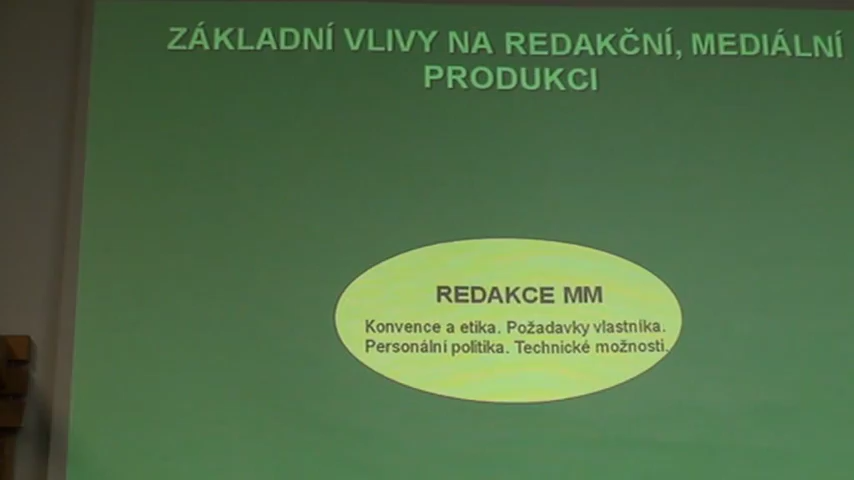 ZÁKLADNÍ VLIVY NA REDAKČNÍ, MEDIÁLNÍ
PRODUKCI
REDAKCE MM
Konvence a etika. Požadavky vlastníka.
Personální politika. Technické možnosti.